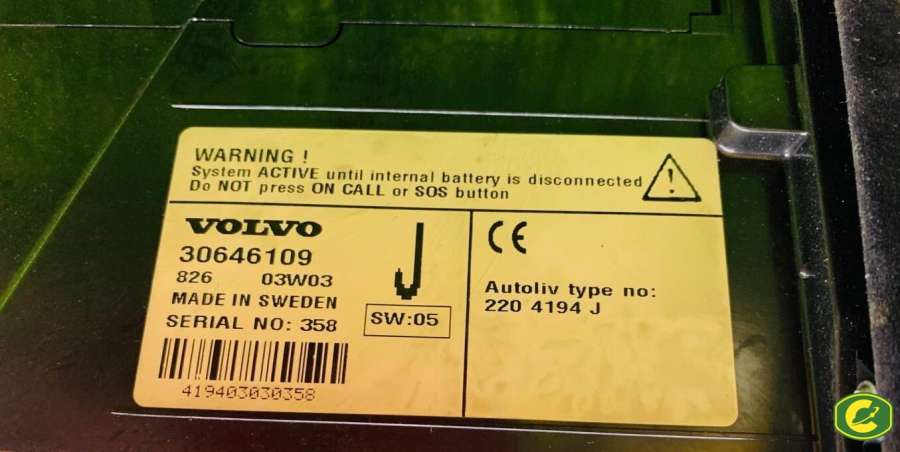 WARNING !
System ACTIVE until internal battery is disconnected
Do NOT press ON CALL or SOS button
VOLVO
30646109
826 03W03
MADE IN SWEDEN
SERIAL NO: 358
J
SW:05
419403030358
CE
Autoliv type no:
220 4194 J